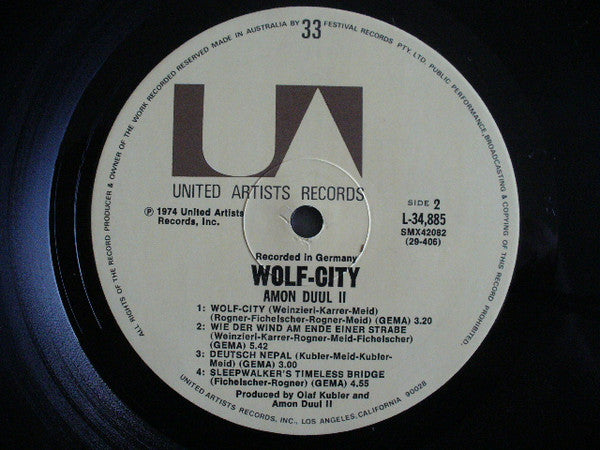 ALL RIGHTS OF THE RECORD PRODUCER & OWNER OF THE WORK RECORDED RESERVED MADE IN AUSTRALIA BY FESTIVAL RECORDS PTY. LTD. PUBLIC PERFORMANCE, BROADCASTING & COPYING OF THIS RECORD PROHIBITED.
33
UA
UNITED ARTISTS RECORDS
℗ 1974 United Artists
Records, Inc.
SIDE 2
L-34,885
SMX42082
(29-406)
Recorded in Germany
WOLF-CITY
AMON DUUL II
1: WOLF-CITY (Weinzierl-Karrer-Meid)
(Rogner-Fichelscher-Rogner-Meid) (GEMA) 3.20
2: WIE DER WIND AM ENDE EINER STRABE
(Weinzierl-Karrer-Rogner-Meid-Fichelscher)
(GEMA) 5.42
3: DEUTSCH NEPAL (Kubler-Meid-Kubler-
Meid) (GEMA) 3.00
4: SLEEPWALKER'S TIMELESS BRIDGE
(Fichelscher-Rogner) (GEMA) 4.55
Produced by Olaf Kubler and
Amon Duul II
UNITED ARTISTS RECORDS, INC., LOS ANGELES, CALIFORNIA 90028